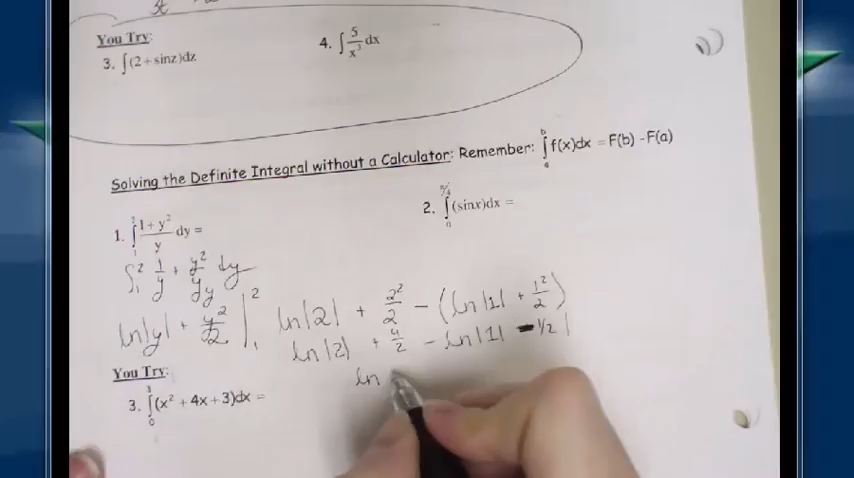 You Try:
3. ∫(2+sinz)dz
4. ∫ 5/x³ dx
Solving the Definite Integral without a Calculator: Remember: ∫ₐᵇ f(x)dx = F(b) -F(a)
1. ∫₁² (1+y²)/y dy =
2. ∫₀^(π/4) (sinx)dx =
∫₁² 1/y + y²/y dy
y
ln|y| + y²/2 |₁² ln|2| + 2²/2 - (ln|1| + 1²/2)
ln|2| + 4/2 - ln|1| - 1/2 |
ln
You Try:
3. ∫₀³ (x² + 4x + 3)dx =